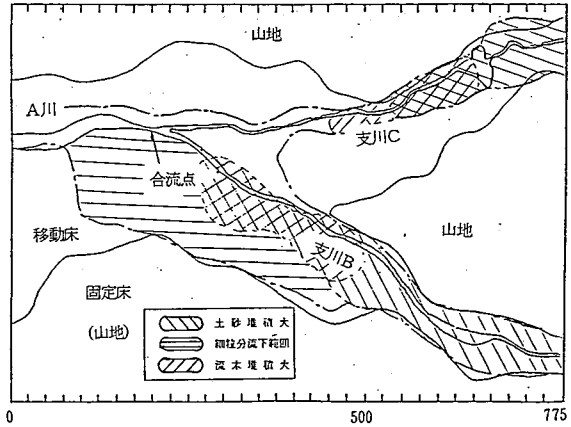 山地
A川
支川C
合流点
山地
移動床
支川B
固定床
(山地)
土砂堆積大
細粒分流下範囲
流木堆積大
0
500
775